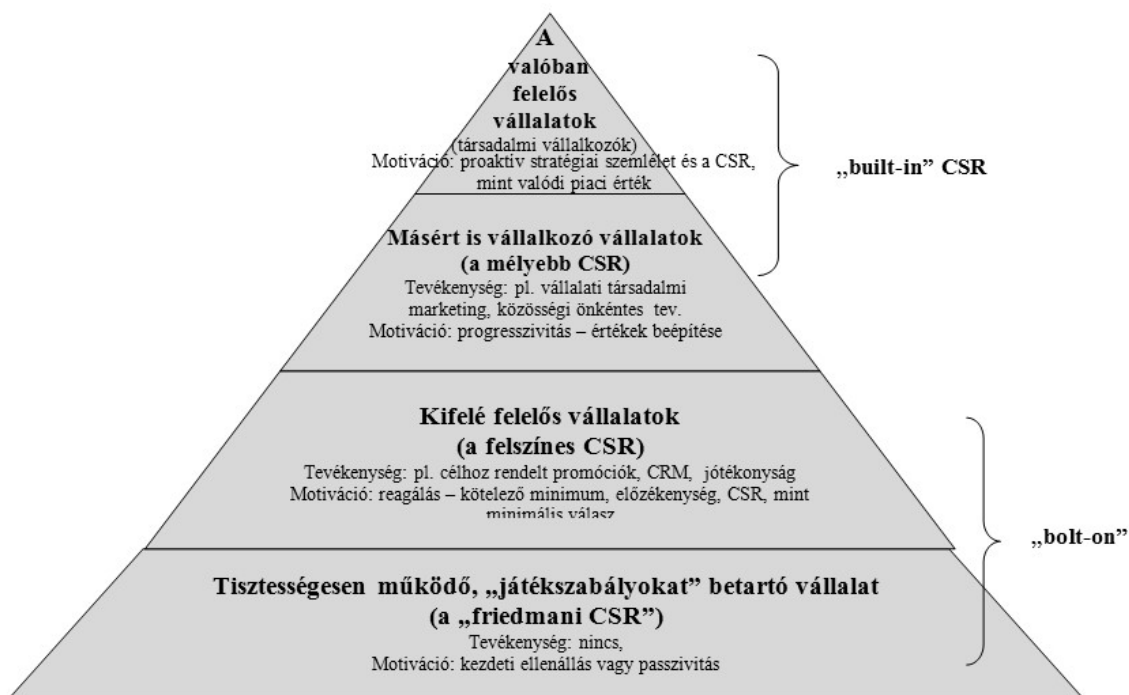 A
valóban
felelős
vállalatok
(társadalmi vállalkozók)
Motiváció: proaktiv stratégiai szemlélet és a CSR,
mint valódi piaci érték
„built-in” CSR
Másért is vállalkozó vállalatok
(a mélyebb CSR)
Tevékenység: pl. vállalati társadalmi
marketing, közösségi önkéntes tev.
Motiváció: progresszivitás – értékek beépítése
Kifelé felelős vállalatok
(a felszínes CSR)
Tevékenység: pl. célhoz rendelt promóciók, CRM, jótékonyság
Motiváció: reagálás – kötelező minimum, előzékenység, CSR, mint
minimális válasz
„bolt-on”
Tisztességesen működő, „játékszabályokat” betartó vállalat
(a „friedmani CSR”)
Tevékenység: nincs,
Motiváció: kezdeti ellenállás vagy passzivitás